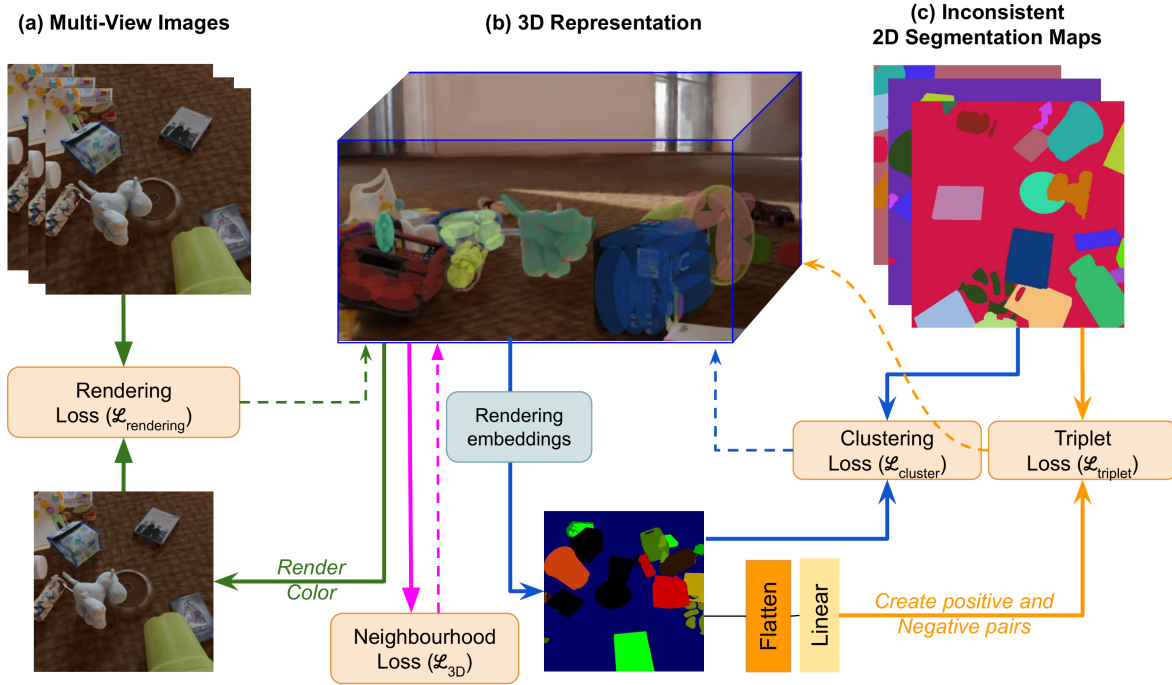 (a) Multi-View Images
(b) 3D Representation
(c) Inconsistent
2D Segmentation Maps
Rendering
Loss (ℒrendering)
Rendering
embeddings
Clustering
Loss (ℒcluster)
Triplet
Loss (ℒtriplet)
Render
Color
Neighbourhood
Loss (ℒ3D)
Flatten
Linear
Create positive and
Negative pairs